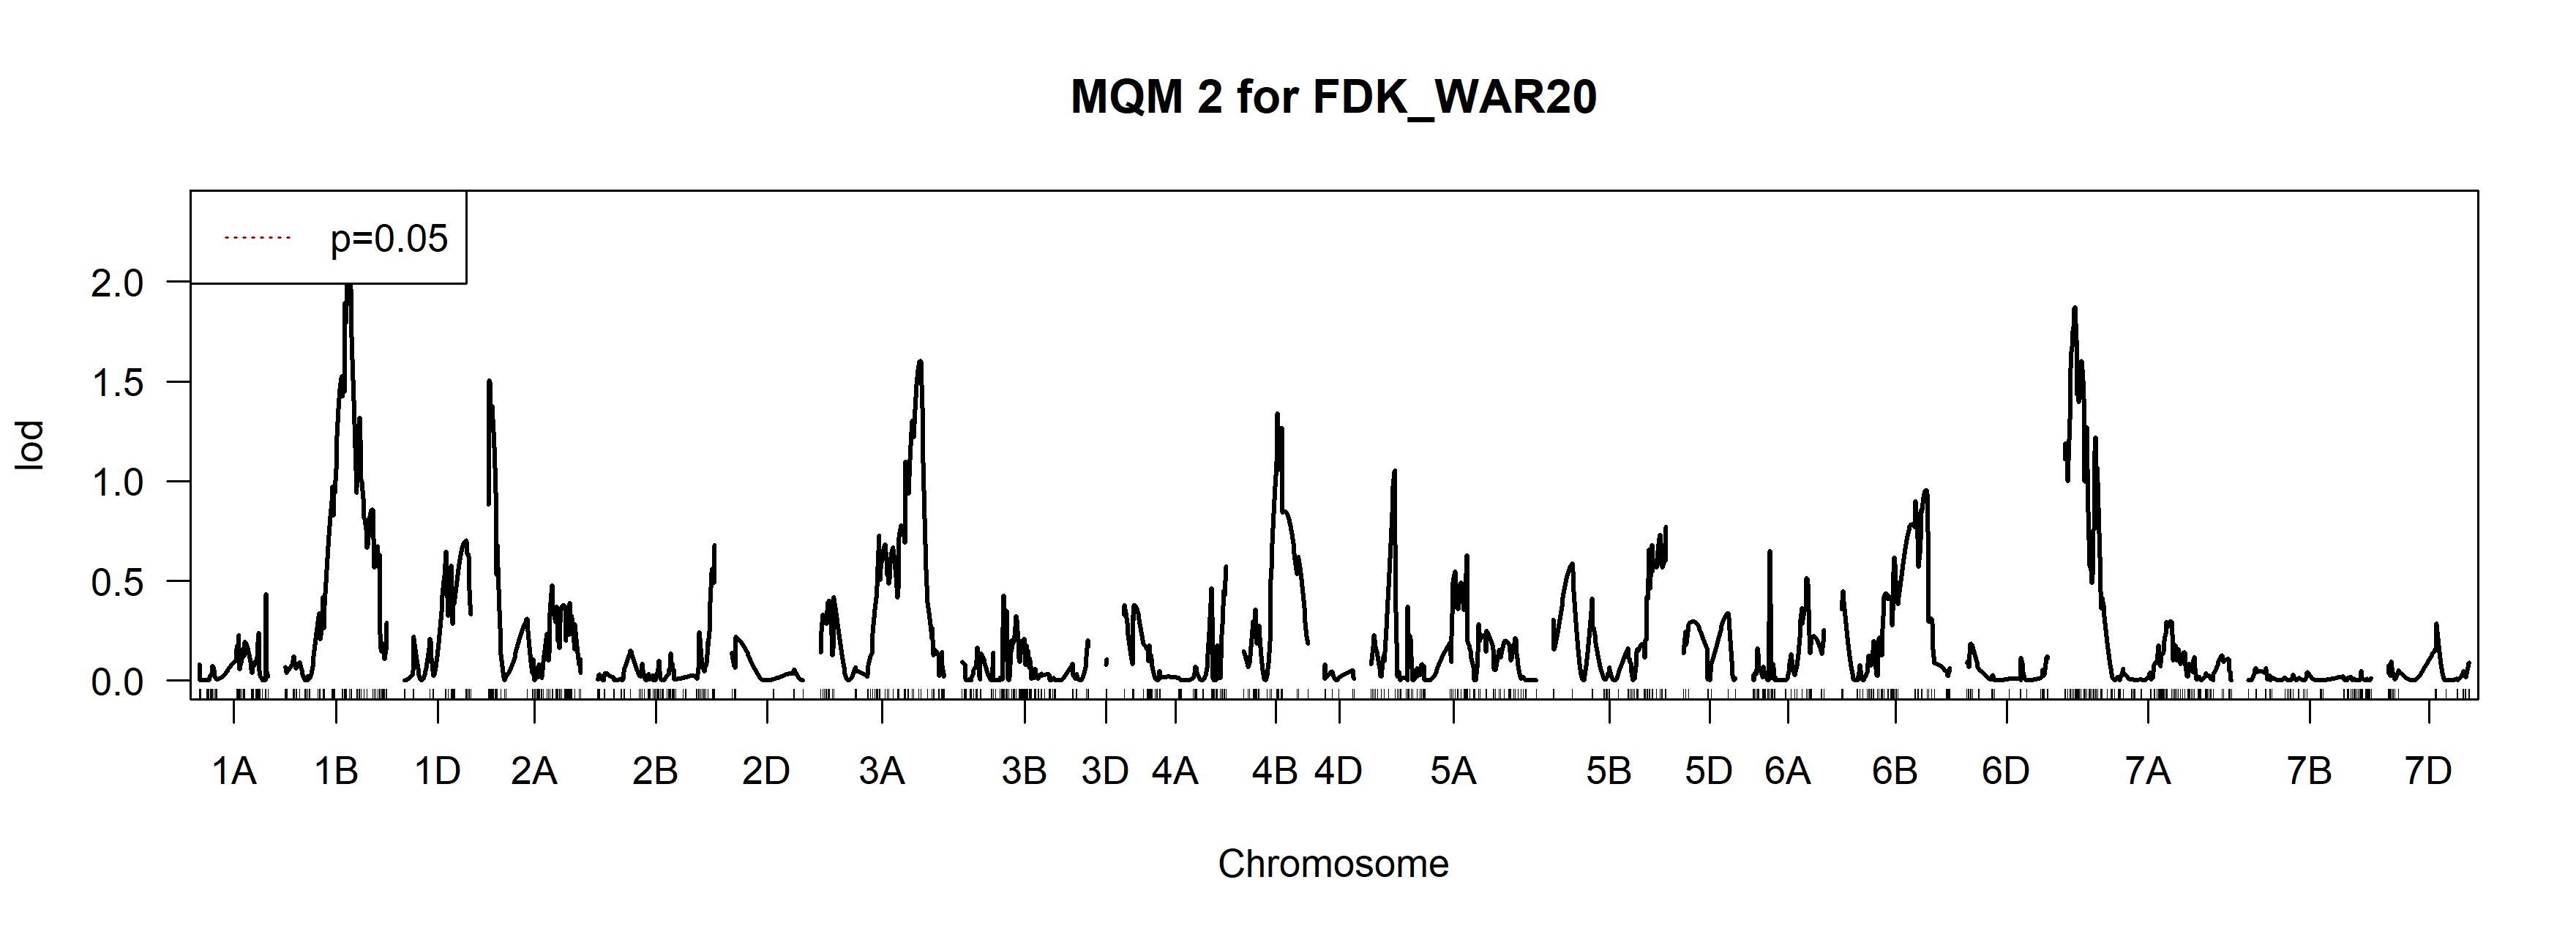 MQM 2 for FDK_WAR20
p=0.05
2.0
1.5
1.0
0.5
0.0
lod
1A 1B 1D 2A 2B 2D 3A 3B 3D 4A 4B 4D 5A 5B 5D 6A 6B 6D 7A 7B 7D
Chromosome